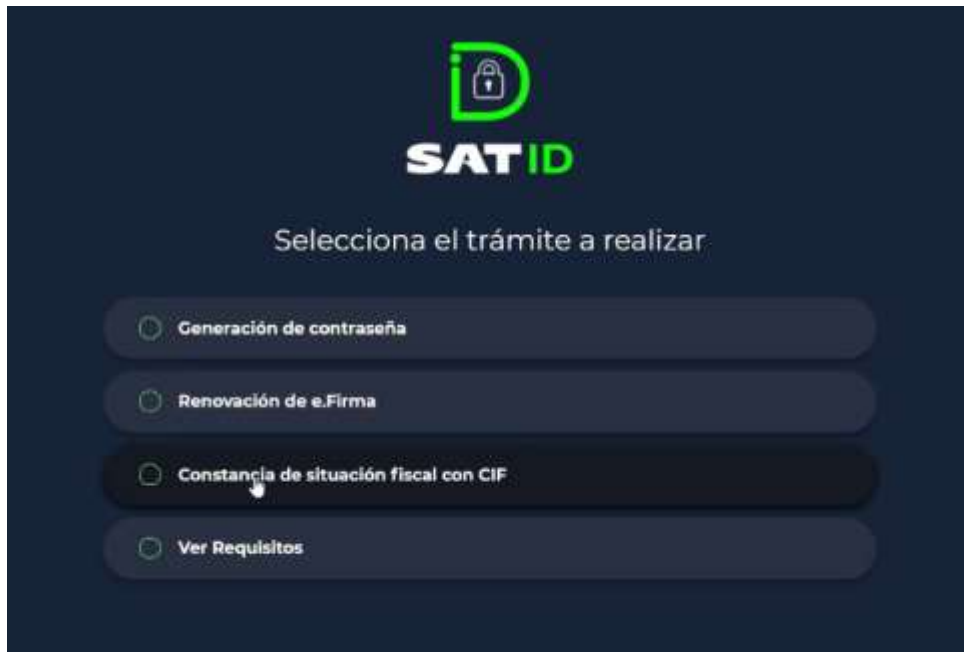 SAT ID
Selecciona el trámite a realizar
Generación de contraseña
Renovación de e.Firma
Constancia de situación fiscal con CIF
Ver Requisitos